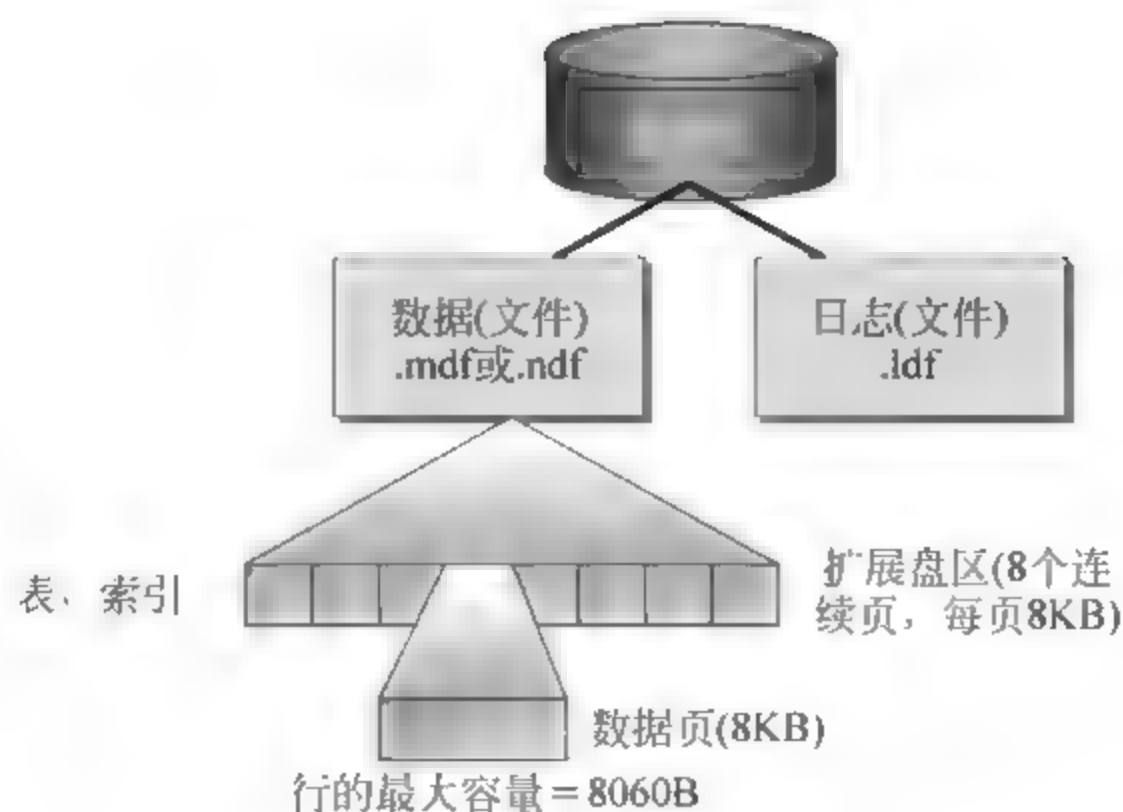 数据(文件)
.mdf或.ndf
日志(文件)
.ldf
表、索引
扩展盘区(8个连
续页，每页8KB)
数据页(8KB)
行的最大容量=8060B